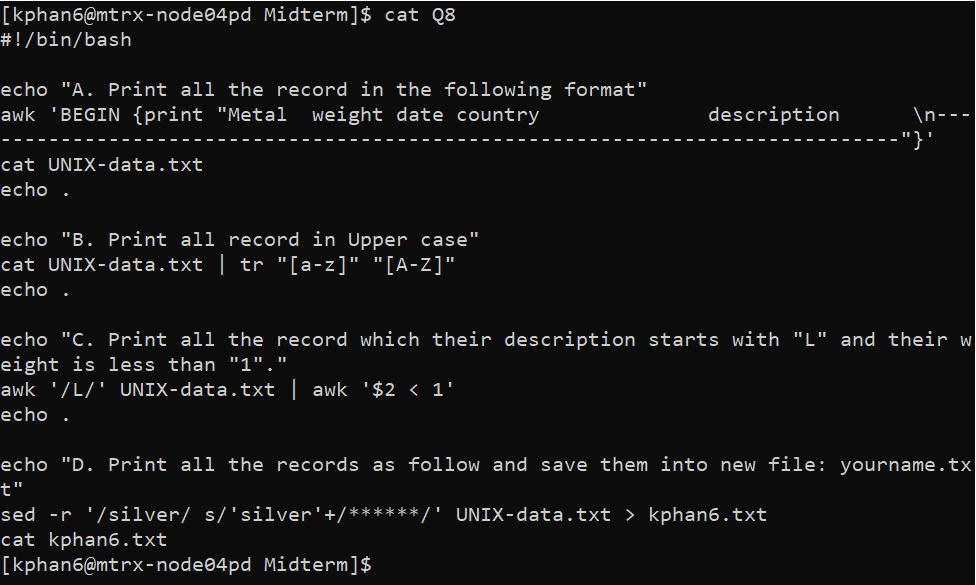 [kphan6@mtrx-node04pd Midterm]$ cat Q8
#!/bin/bash
echo "A. Print all the record in the following format"
awk 'BEGIN {print "Metal  weight date country              description      \n---
---------------------------------------------------------------------------"}'
cat UNIX-data.txt
echo .
echo "B. Print all record in Upper case"
cat UNIX-data.txt | tr "[a-z]" "[A-Z]"
echo .
echo "C. Print all the record which their description starts with "L" and their w
eight is less than "1"."
awk '/L/' UNIX-data.txt | awk '$2 < 1'
echo .
echo "D. Print all the records as follow and save them into new file: yourname.tx
t"
sed -r '/silver/ s/'silver'+/******/' UNIX-data.txt > kphan6.txt
cat kphan6.txt
[kphan6@mtrx-node04pd Midterm]$